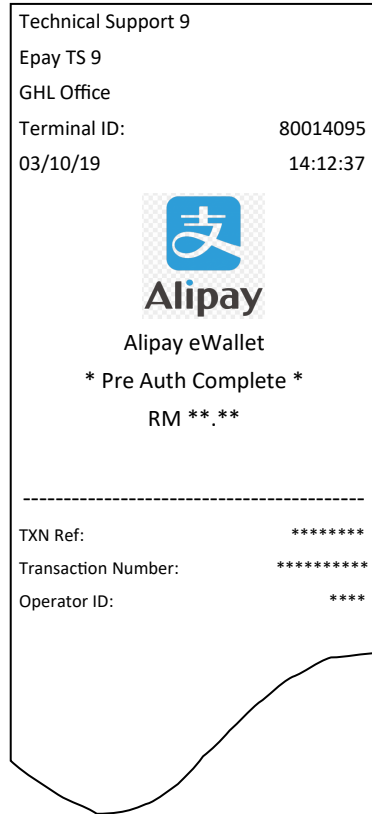 Technical Support 9
Epay TS 9
GHL Office
Terminal ID: 80014095
03/10/19 14:12:37
支
Alipay
Alipay eWallet
* Pre Auth Complete *
RM **.**
-------------------------------------------
TXN Ref: ********
Transaction Number: **********
Operator ID: ****